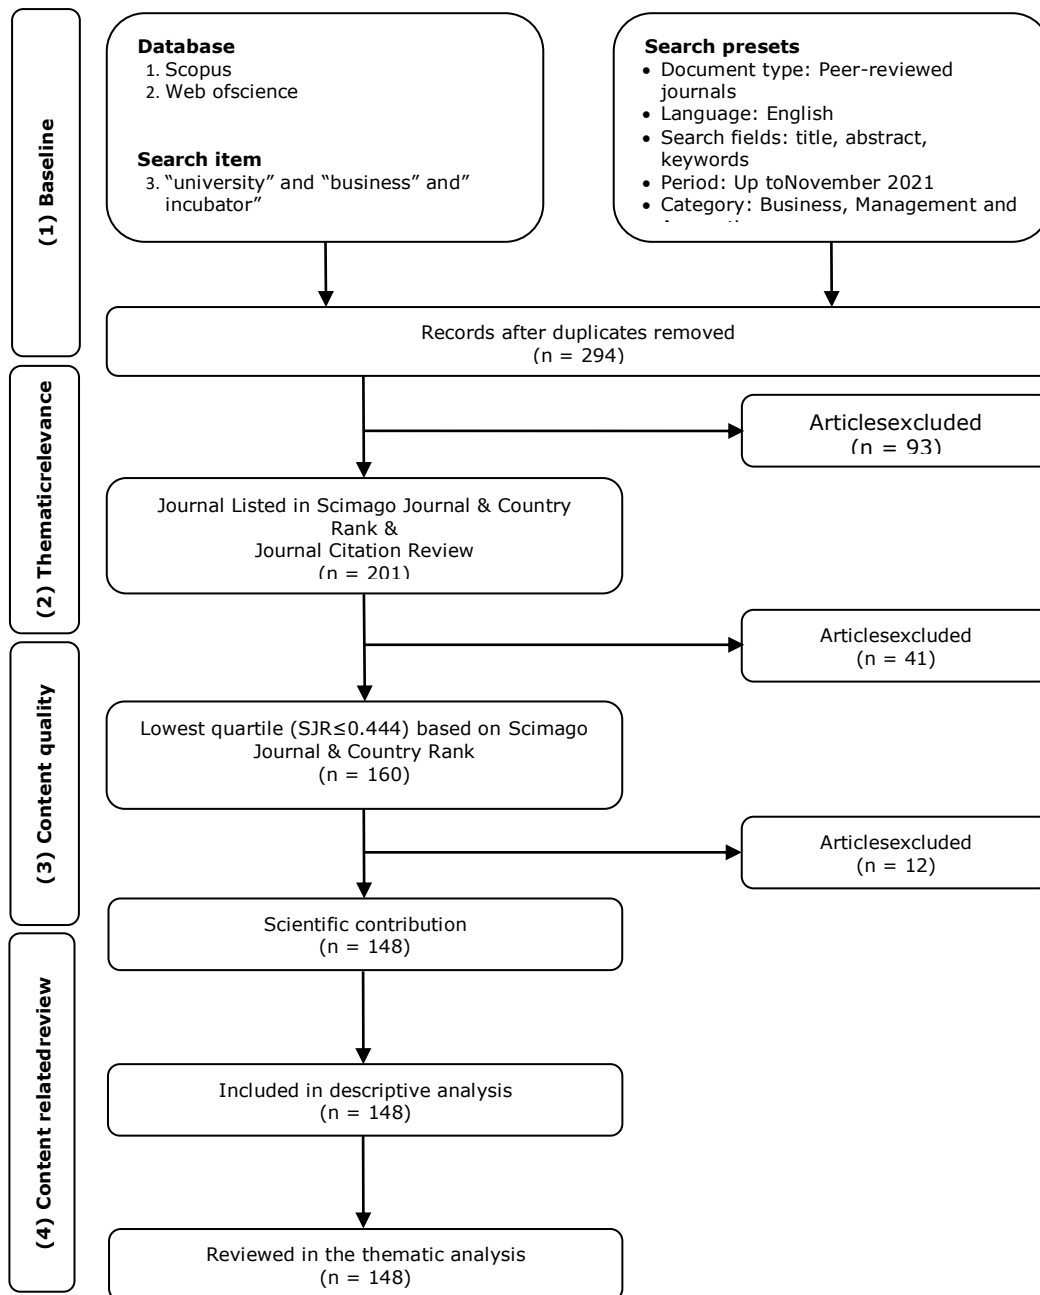 (1) Baseline
Database
1. Scopus
2. Web ofscience
Search item
3. “university” and “business” and”
incubator”
Search presets
• Document type: Peer-reviewed
journals
• Language: English
• Search fields: title, abstract,
keywords
• Period: Up toNovember 2021
• Category: Business, Management and
Records after duplicates removed
(n = 294)
(2) Thematicrelevance
Articlesexcluded
(n = 93)
Journal Listed in Scimago Journal & Country
Rank &
Journal Citation Review
(n = 201)
(3) Content quality
Articlesexcluded
(n = 41)
Lowest quartile (SJR≤0.444) based on Scimago
Journal & Country Rank
(n = 160)
Articlesexcluded
(n = 12)
Scientific contribution
(n = 148)
(4) Content relatedreview
Included in descriptive analysis
(n = 148)
Reviewed in the thematic analysis
(n = 148)